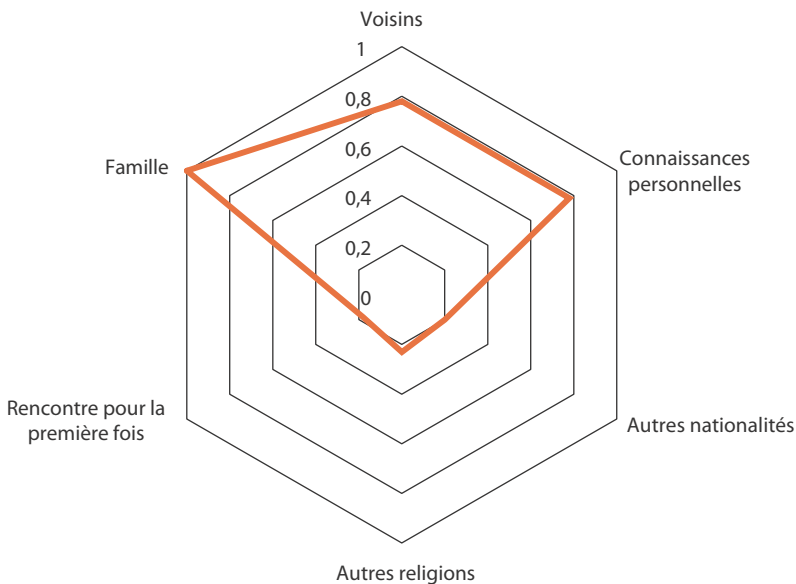 Voisins
1
0,8
0,6
0,4
0,2
0
Famille
Connaissances
personnelles
Rencontre pour la
première fois
Autres nationalités
Autres religions